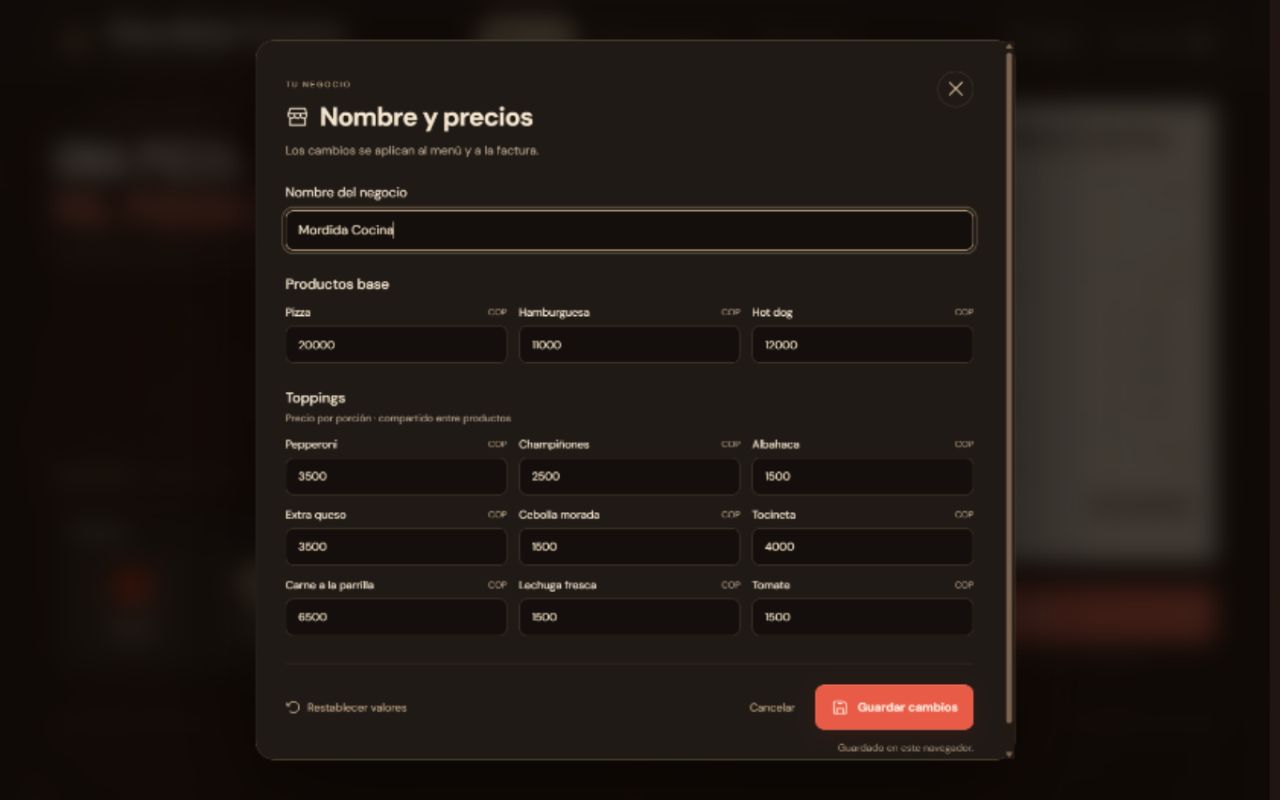 TU NEGOCIO
Nombre y precios
Los cambios se aplican al menú y a la factura.
Nombre del negocio
Mordida Cocina
Productos base
Pizza COP Hamburguesa COP Hot dog COP
20000 11000 12000
Toppings
Precio por porción · compartido entre productos
Pepperoni COP Champiñones COP Albahaca COP
3500 2500 1500
Extra queso COP Cebolla morada COP Tocineta COP
3500 1500 4000
Carne a la parrilla COP Lechuga fresca COP Tomate COP
6500 1500 1500
Restablecer valores Cancelar Guardar cambios
Guardado en este navegador.